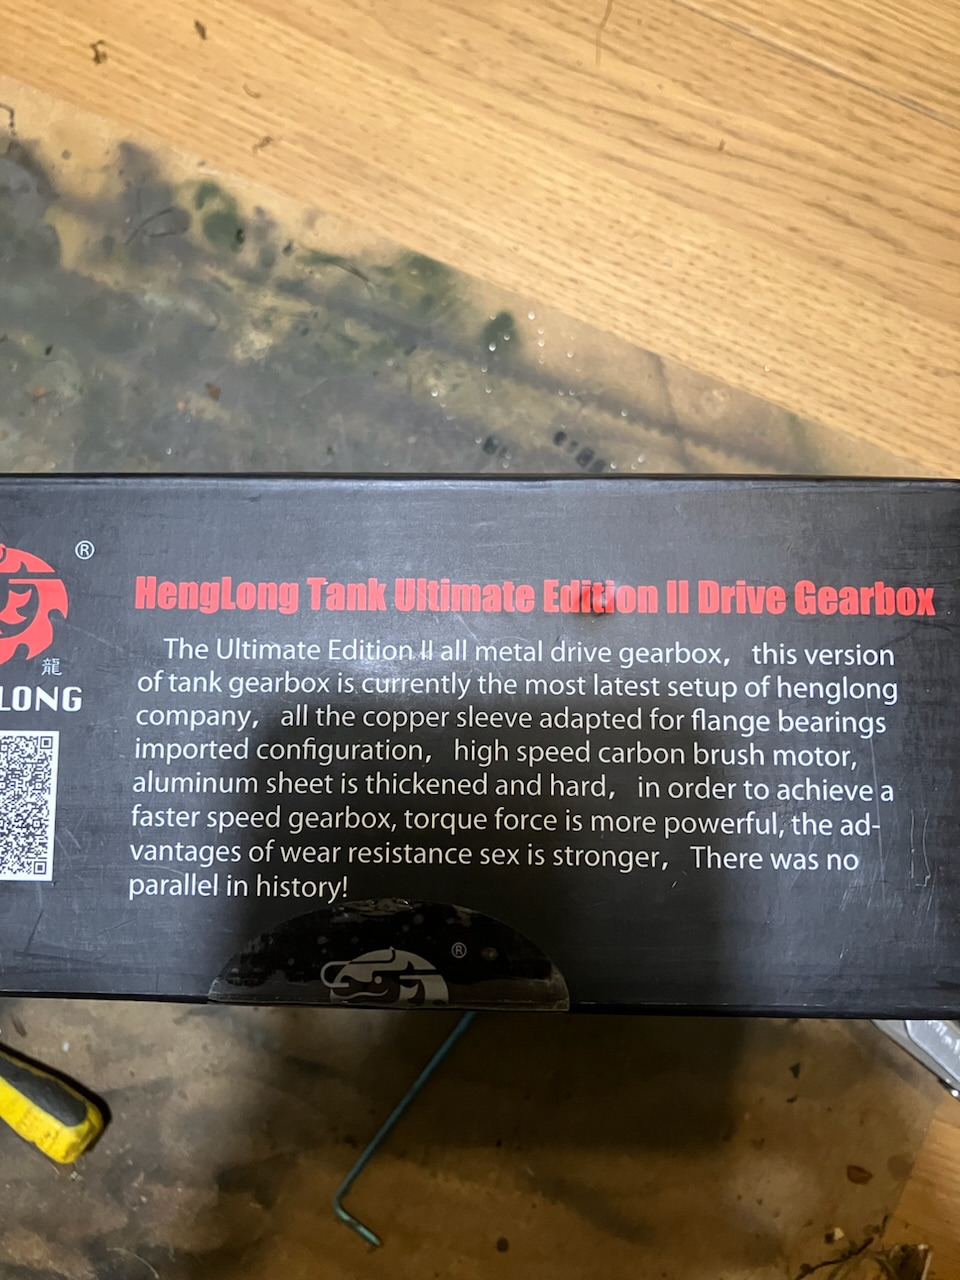 ®
龍
LONG
HengLong Tank Ultimate Edition II Drive Gearbox
The Ultimate Edition II all metal drive gearbox, this version
of tank gearbox is currently the most latest setup of henglong
company, all the copper sleeve adapted for flange bearings
imported configuration, high speed carbon brush motor,
aluminum sheet is thickened and hard, in order to achieve a
faster speed gearbox, torque force is more powerful, the ad-
vantages of wear resistance sex is stronger, There was no
parallel in history!
®